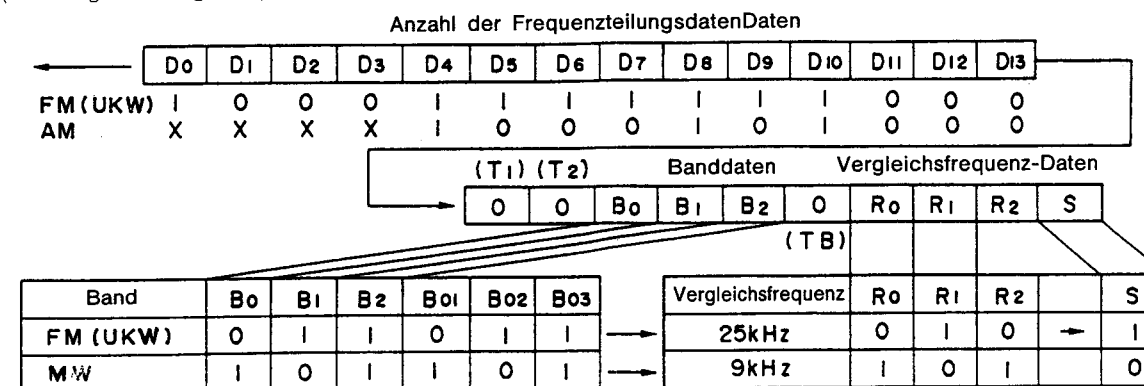 Anzahl der FrequenzteilungsdatenDaten
D0 D1 D2 D3 D4 D5 D6 D7 D8 D9 D10 D11 D12 D13
FM(UKW) 1 0 0 0 1 1 1 1 1 1 1 0 0 0
AM X X X X 1 0 0 0 1 0 1 0 0 0
(T1) (T2) Banddaten Vergleichsfrequenz-Daten
0 0 B0 B1 B2 0 R0 R1 R2 S
(TB)
Band B0 B1 B2 B01 B02 B03 Vergleichsfrequenz R0 R1 R2 S
FM (UKW) 0 1 1 0 1 1 → 25kHz 0 1 0 → 1
MW 1 0 1 1 0 1 → 9kHz 1 0 1 0